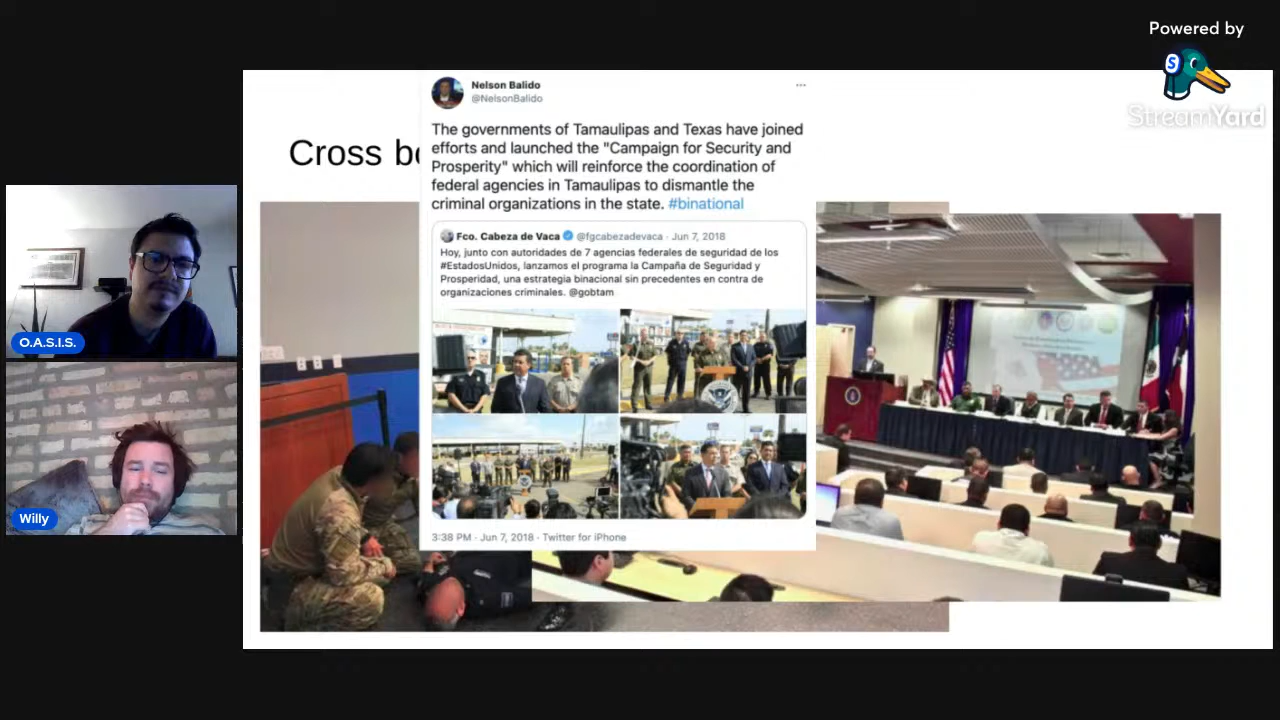 Powered by
StreamYard
Nelson Balido
@NelsonBalido
The governments of Tamaulipas and Texas have joined
efforts and launched the "Campaign for Security and
Prosperity" which will reinforce the coordination of
federal agencies in Tamaulipas to dismantle the
criminal organizations in the state. #binational
Cross b
Fco. Cabeza de Vaca @fgcabezadevaca · Jun 7, 2018
Hoy, junto con autoridades de 7 agencias federales de seguridad de los
#EstadosUnidos, lanzamos el programa la Campaña de Seguridad y
Prosperidad, una estrategia binacional sin precedentes en contra de
organizaciones criminales. @gobtam
3:38 PM · Jun 7, 2018 · Twitter for iPhone
O.A.S.I.S.
Willy